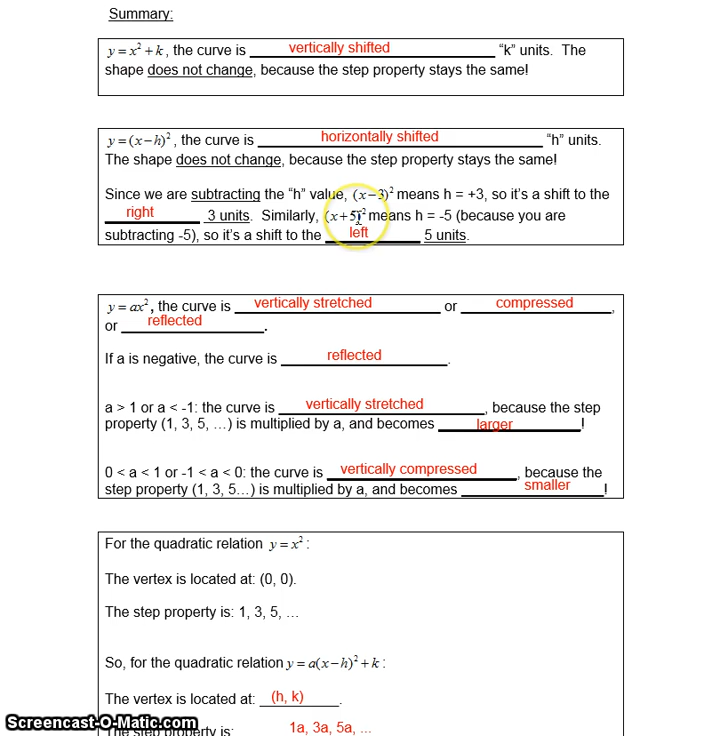 Summary:
y = x² + k, the curve is vertically shifted "k" units. The
shape does not change, because the step property stays the same!
y = (x – h)², the curve is horizontally shifted "h" units.
The shape does not change, because the step property stays the same!
Since we are subtracting the "h" value, (x – 3)² means h = +3, so it's a shift to the
right 3 units. Similarly, (x + 5)² means h = -5 (because you are
subtracting -5), so it's a shift to the left 5 units.
y = ax², the curve is vertically stretched or compressed,
or reflected.
If a is negative, the curve is reflected.
a > 1 or a < -1: the curve is vertically stretched, because the step
property (1, 3, 5, …) is multiplied by a, and becomes larger!
0 < a < 1 or -1 < a < 0: the curve is vertically compressed, because the
step property (1, 3, 5…) is multiplied by a, and becomes smaller!
For the quadratic relation y = x²:
The vertex is located at: (0, 0).
The step property is: 1, 3, 5, …
So, for the quadratic relation y = a(x – h)² + k:
The vertex is located at: (h, k).
The step property is: 1a, 3a, 5a, ...
Screencast-O-Matic.com